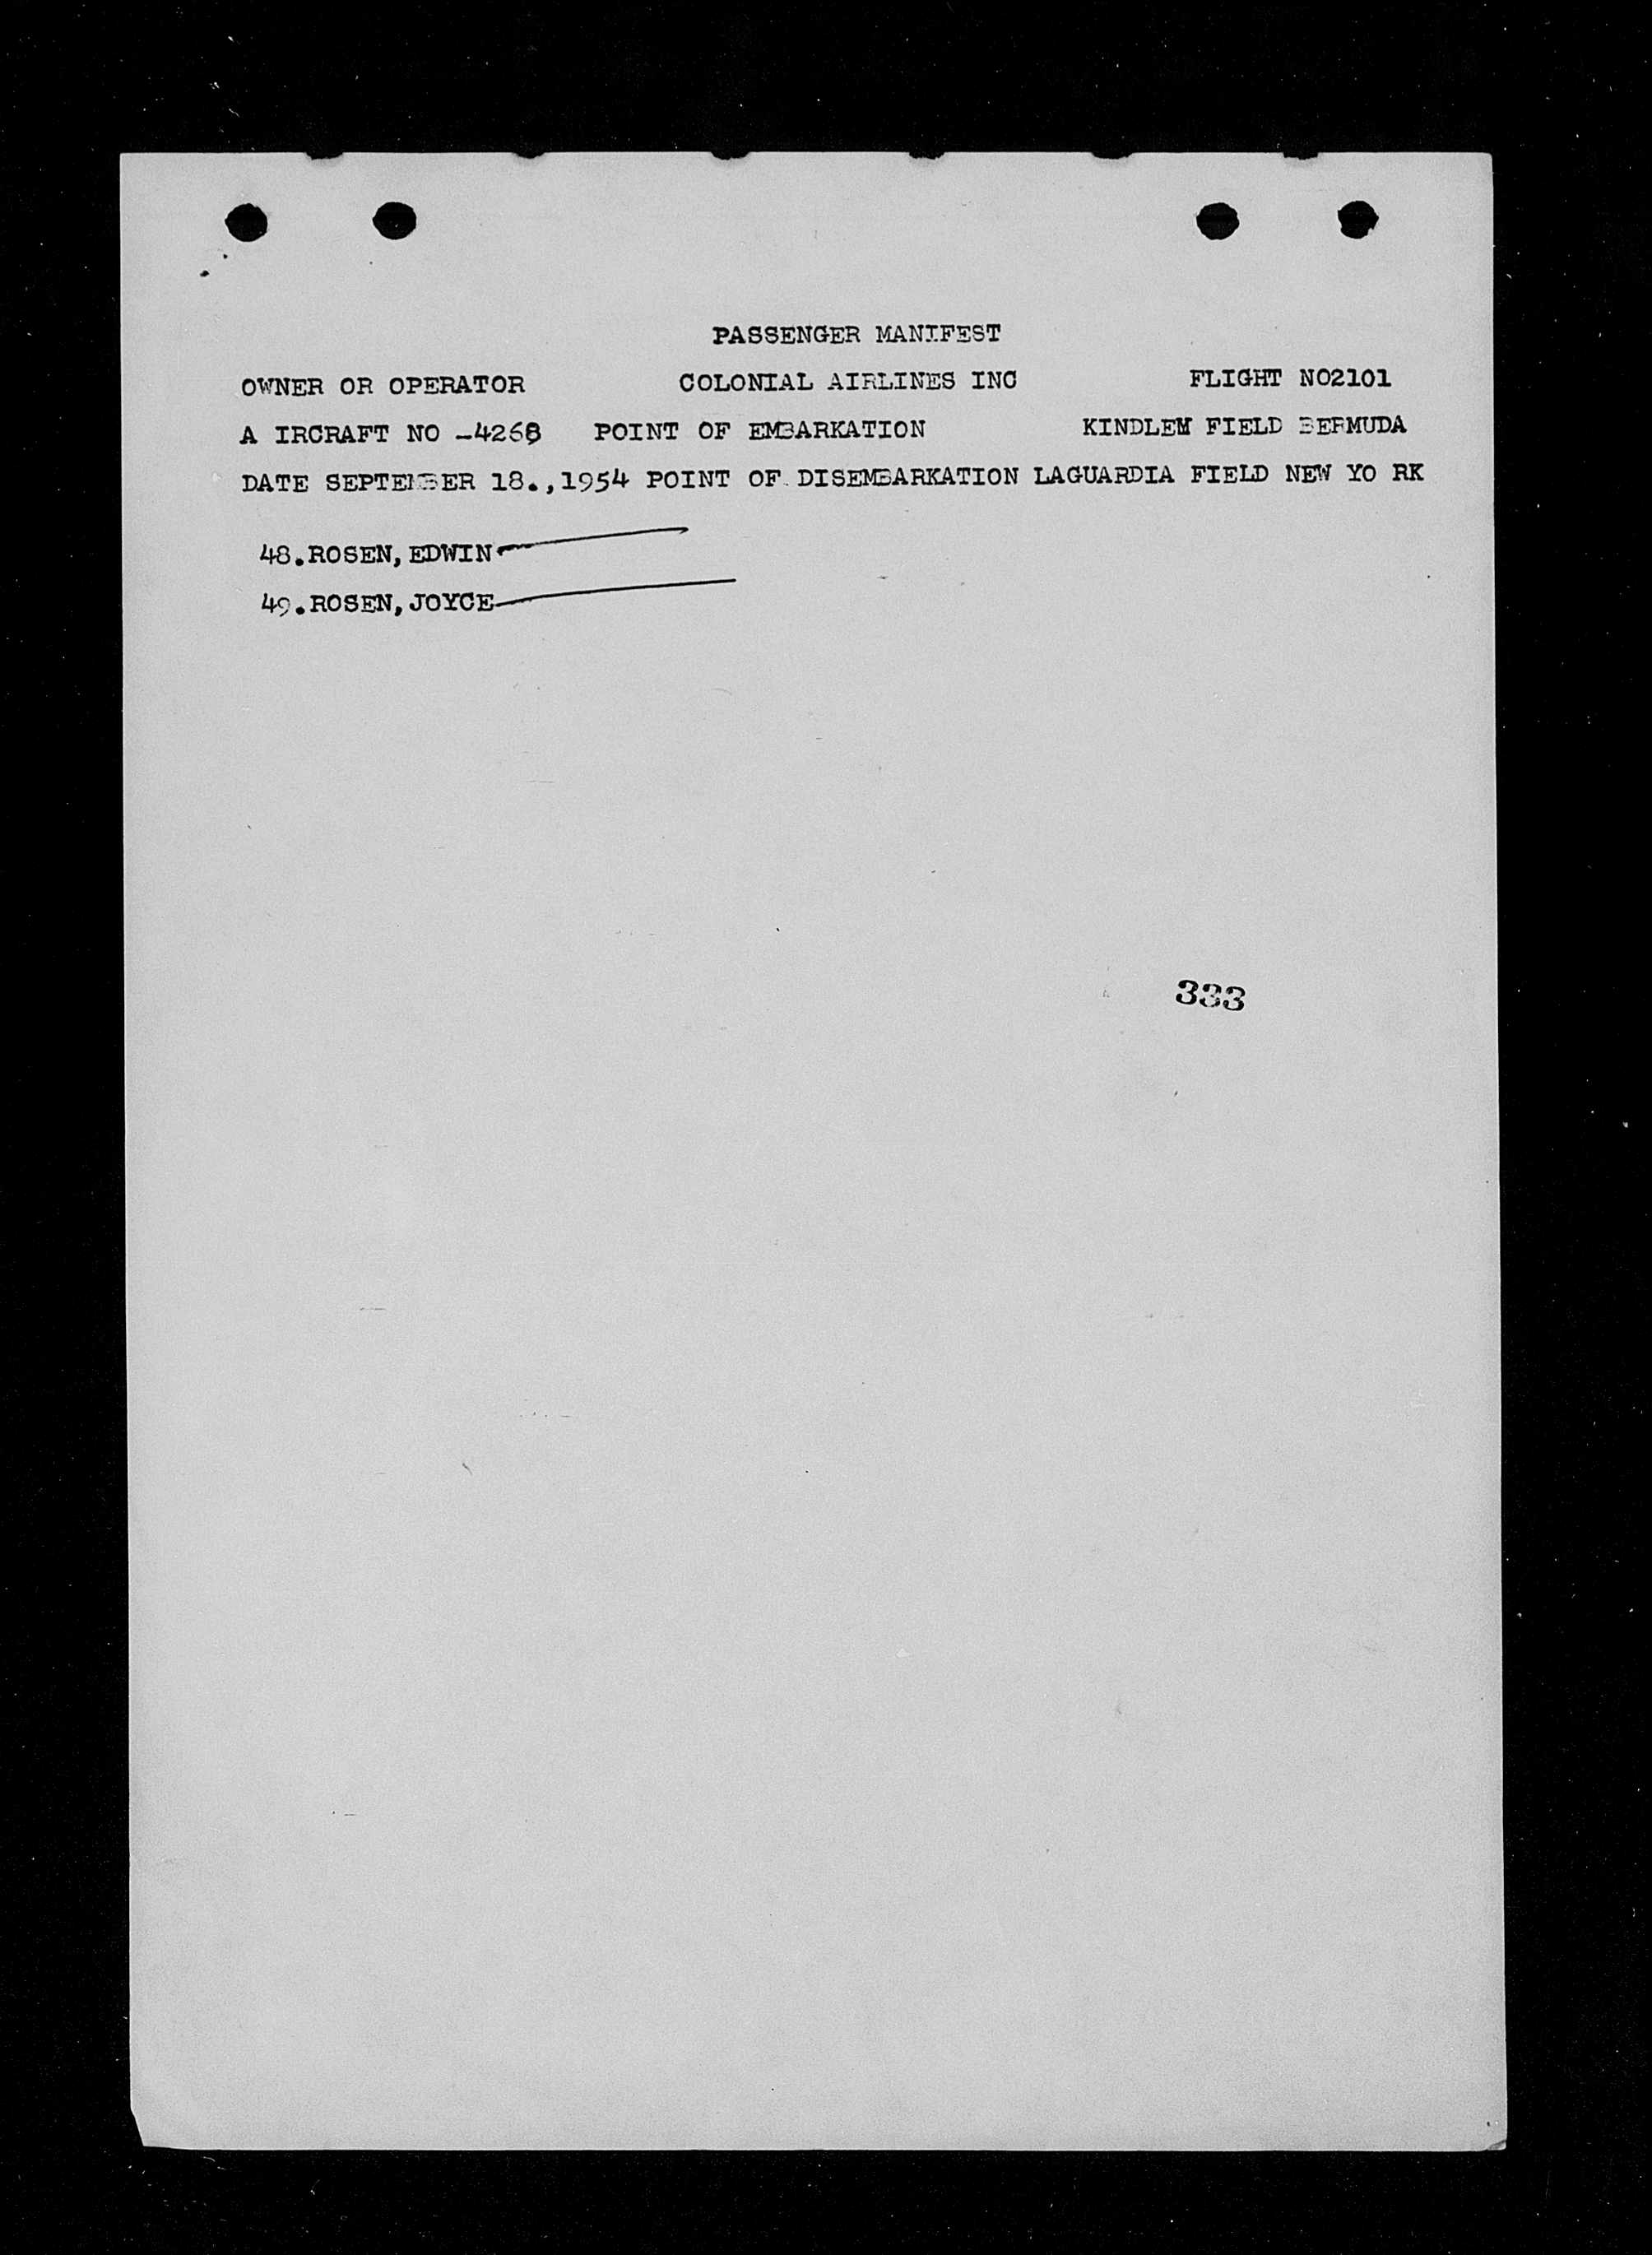 PASSENGER MANIFEST
OWNER OR OPERATOR COLONIAL AIRLINES INC FLIGHT NO2101
A IRCRAFT NO -4268 POINT OF EMBARKATION KINDLEM FIELD BERMUDA
DATE SEPTEMBER 18.,1954 POINT OF DISEMBARKATION LAGUARDIA FIELD NEW YO RK
48.ROSEN,EDWIN
49.ROSEN,JOYCE
333